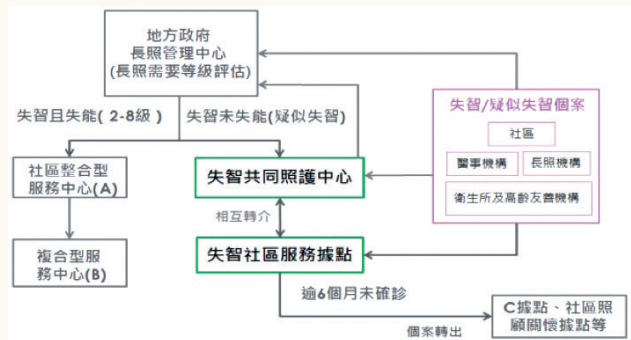 地方政府
長照管理中心
(長照需要等級評估)
失智且失能( 2-8級 )
失智未失能(疑似失智)
失智/疑似失智個案
社區
醫事機構
長照機構
衛生所及高齡友善機構
社區整合型
服務中心(A)
失智共同照護中心
相互轉介
複合型服
務中心(B)
失智社區服務據點
逾6個月未確診
個案轉出
C據點、社區照
顧關懷據點等